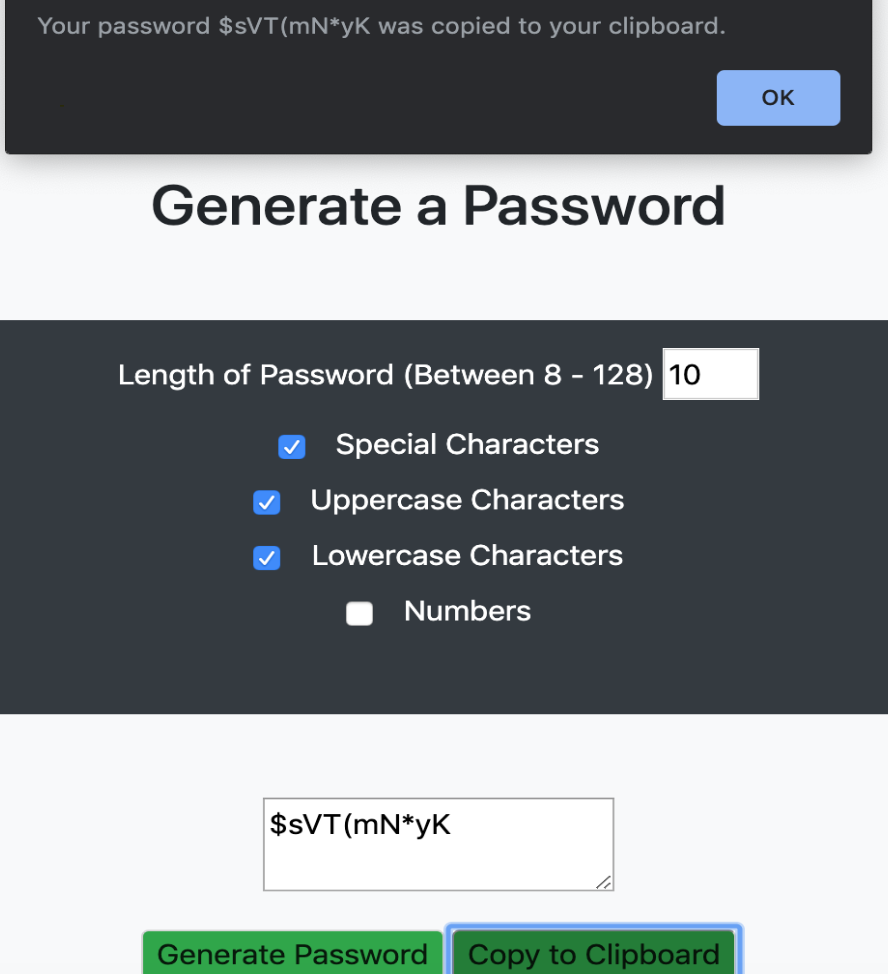 Your password $sVT(mN*yK was copied to your clipboard.
OK
Generate a Password
Length of Password (Between 8 - 128) 10
Special Characters
Uppercase Characters
Lowercase Characters
Numbers
$sVT(mN*yK
Generate Password Copy to Clipboard